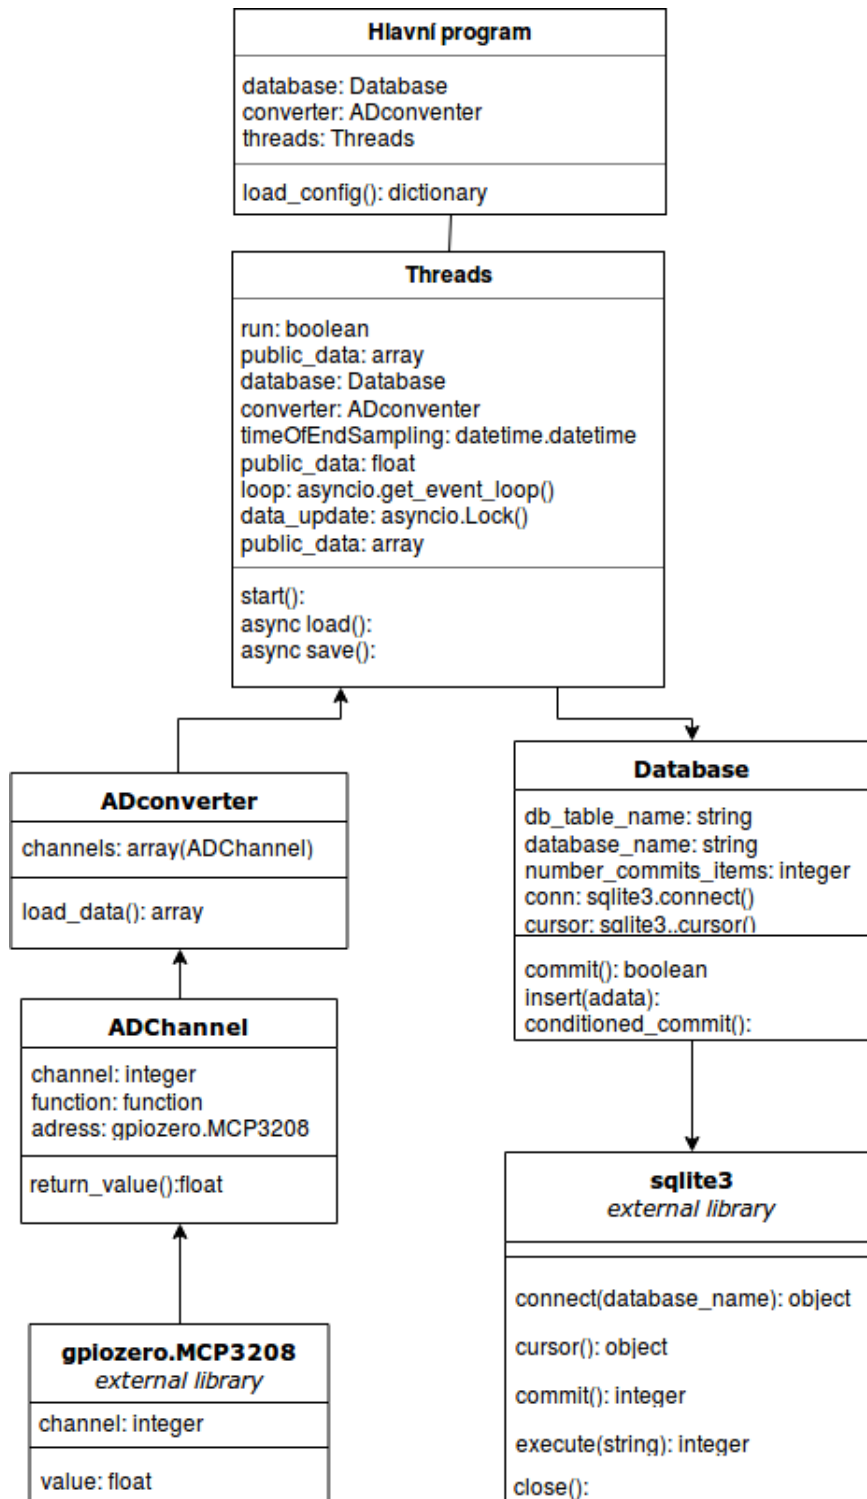 Hlavní program
database: Database
converter: ADconventer
threads: Threads
load_config(): dictionary
Threads
run: boolean
public_data: array
database: Database
converter: ADconventer
timeOfEndSampling: datetime.datetime
public_data: float
loop: asyncio.get_event_loop()
data_update: asyncio.Lock()
public_data: array
start():
async load():
async save():
ADconverter
channels: array(ADChannel)
load_data(): array
ADChannel
channel: integer
function: function
adress: gpiozero.MCP3208
return_value():float
gpiozero.MCP3208
external library
channel: integer
value: float
Database
db_table_name: string
database_name: string
number_commits_items: integer
conn: sqlite3.connect()
cursor: sqlite3..cursor()
commit(): boolean
insert(adata):
conditioned_commit():
sqlite3
external library
connect(database_name): object
cursor(): object
commit(): integer
execute(string): integer
close():